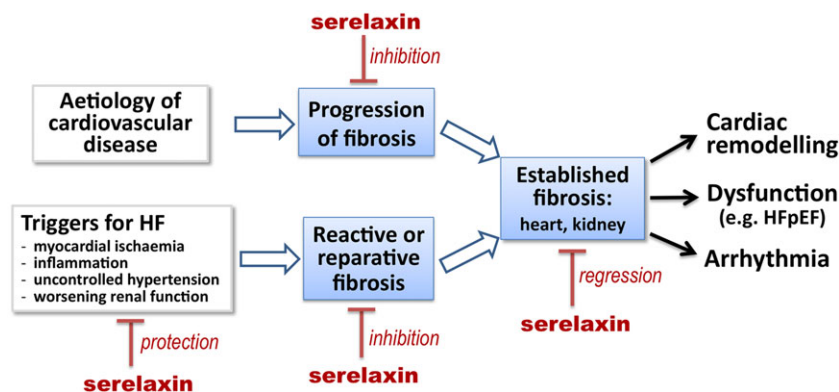 serelaxin
inhibition
Aetiology of
cardiovascular
disease
Progression
of fibrosis
Triggers for HF
- myocardial ischaemia
- inflammation
- uncontrolled hypertension
- worsening renal function
Reactive or
reparative fibrosis
Established
fibrosis:
heart, kidney
Cardiac
remodelling
Dysfunction
(e.g. HFpEF)
Arrhythmia
protection
serelaxin
inhibition
serelaxin
regression
serelaxin